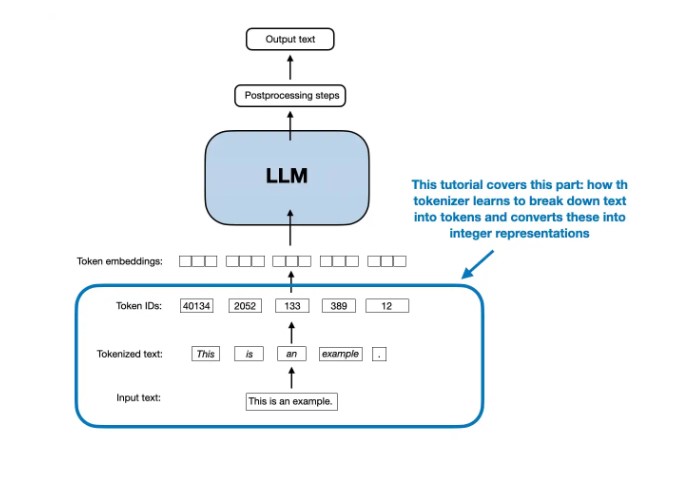 Output text
Postprocessing steps
LLM
This tutorial covers this part: how th
tokenizer learns to break down text
into tokens and converts these into
integer representations
Token embeddings:
Token IDs: 40134 2052 133 389 12
Tokenized text: This is an example .
Input text: This is an example.